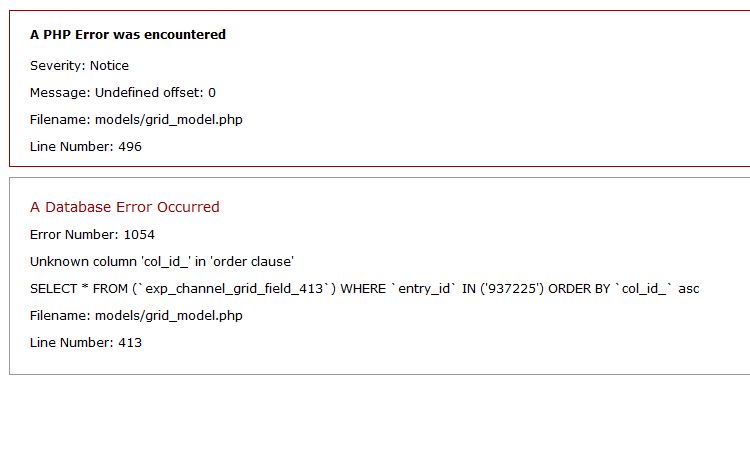 A PHP Error was encountered
Severity: Notice
Message: Undefined offset: 0
Filename: models/grid_model.php
Line Number: 496
A Database Error Occurred
Error Number: 1054
Unknown column 'col_id_' in 'order clause'
SELECT * FROM (`exp_channel_grid_field_413`) WHERE `entry_id` IN ('937225') ORDER BY `col_id_` asc
Filename: models/grid_model.php
Line Number: 413